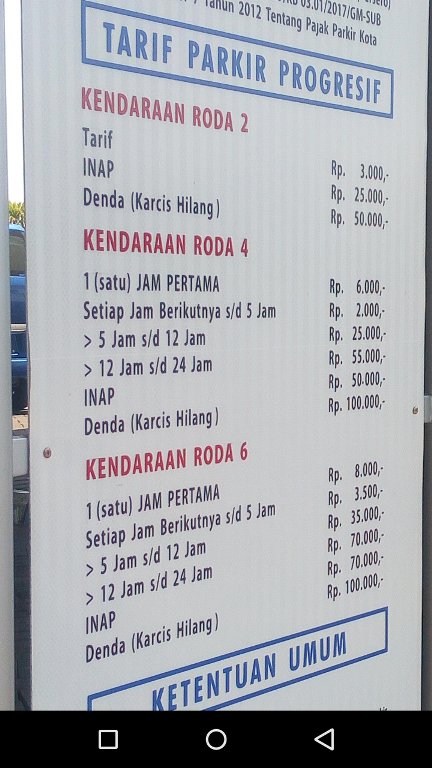 03.01/2017/GM-SUB
Tahun 2012 Tentang Pajak Parkir Kota
TARIF PARKIR PROGRESIF
KENDARAAN RODA 2
Tarif Rp. 3.000,-
INAP Rp. 25.000,-
Denda (Karcis Hilang) Rp. 50.000,-
KENDARAAN RODA 4
1 (satu) JAM PERTAMA Rp. 6.000,-
Setiap Jam Berikutnya s/d 5 Jam Rp. 2.000,-
> 5 Jam s/d 12 Jam Rp. 25.000,-
> 12 Jam s/d 24 Jam Rp. 55.000,-
INAP Rp. 50.000,-
Denda (Karcis Hilang) Rp. 100.000,-
KENDARAAN RODA 6
1 (satu) JAM PERTAMA Rp. 8.000,-
Setiap Jam Berikutnya s/d 5 Jam Rp. 3.500,-
> 5 Jam s/d 12 Jam Rp. 35.000,-
> 12 Jam s/d 24 Jam Rp. 70.000,-
INAP Rp. 70.000,-
Denda (Karcis Hilang) Rp. 100.000,-
KETENTUAN UMUM